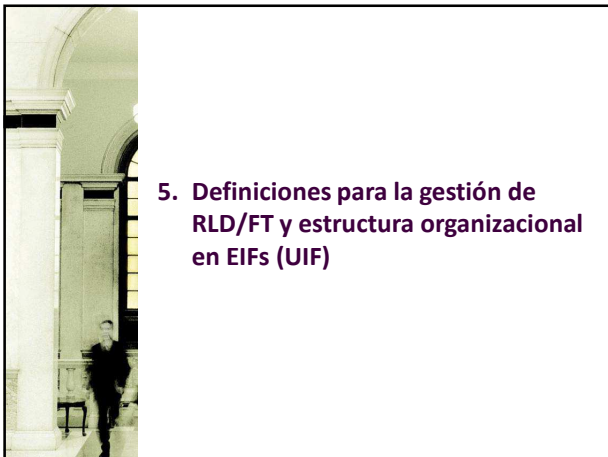 5. Definiciones para la gestión de
RLD/FT y estructura organizacional
en EIFs (UIF)